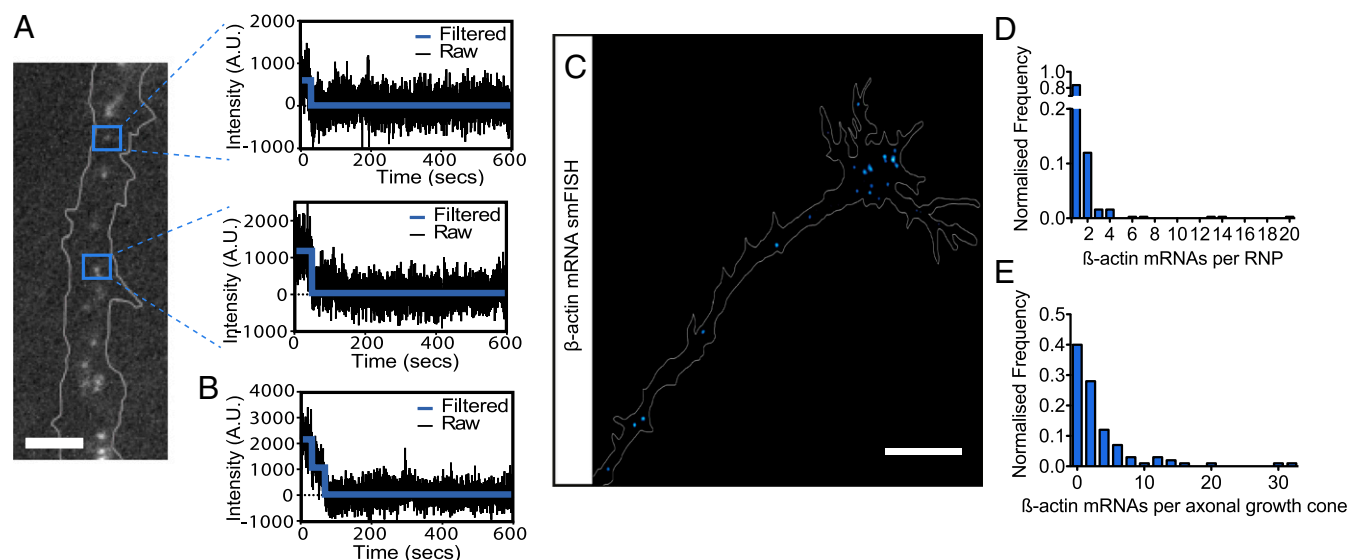 A
2000
1000
0
-1000
Intensity (A.U.)
Filtered
Raw
0
200
400
600
Time (secs)
2000
1000
0
-1000
Intensity (A.U.)
Filtered
Raw
0
200
400
600
Time (secs)
B
4000
3000
2000
1000
0
-1000
Intensity (A.U.)
Filtered
Raw
0
200
400
600
Time (secs)
C
β-actin mRNA smFISH
D
Normalised Frequency
1.0
0.8
0.2
0.1
0.0
2 4 6 8 10 12 14 16 18 20
ß-actin mRNAs per RNP
E
Normalised Frequency
0.5
0.4
0.3
0.2
0.1
0.0
0 10 20 30
ß-actin mRNAs per axonal growth cone